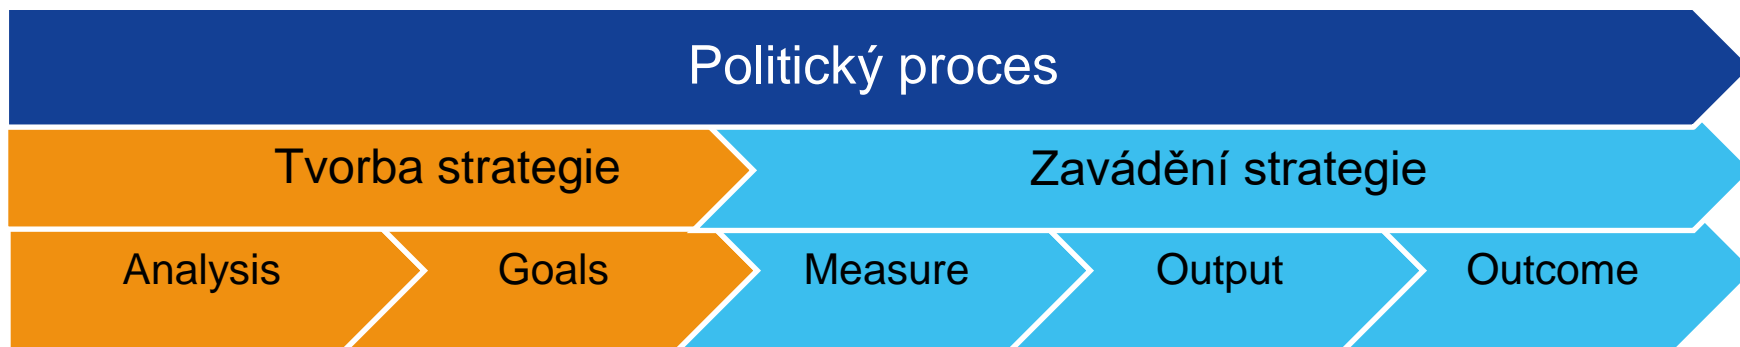 Politický proces
Tvorba strategie
Zavádění strategie
Analysis
Goals
Measure
Output
Outcome